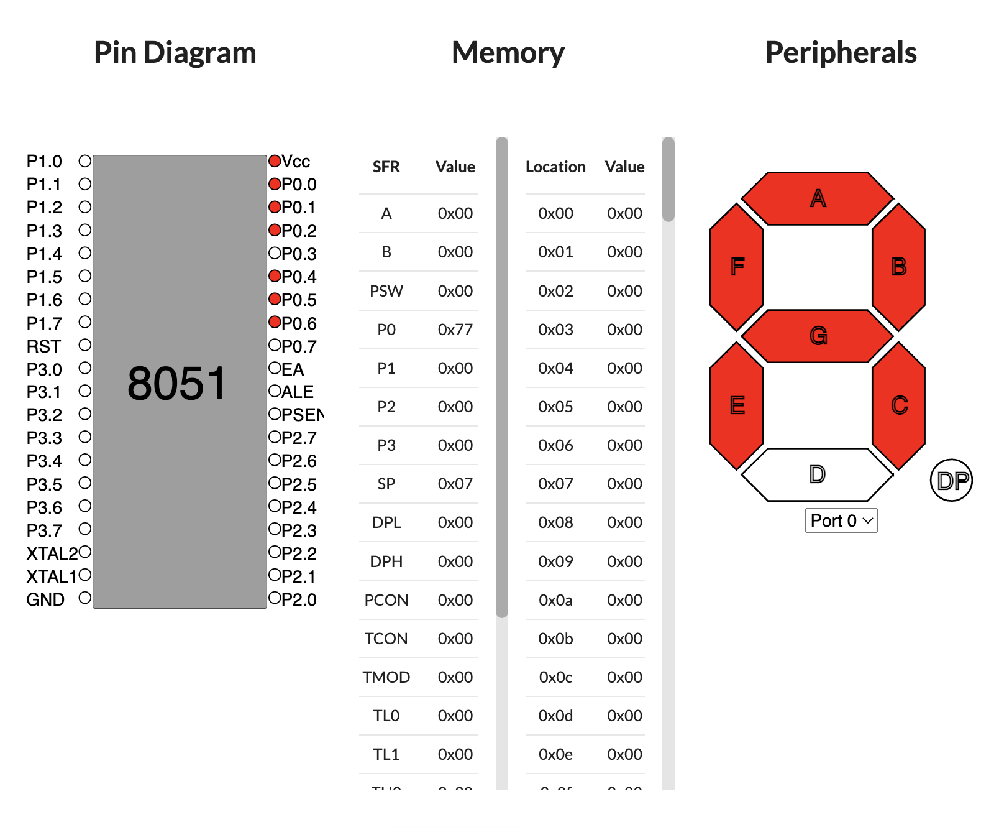 Pin Diagram
P1.0
P1.1
P1.2
P1.3
P1.4
P1.5
P1.6
P1.7
RST
P3.0
P3.1
P3.2
P3.3
P3.4
P3.5
P3.6
P3.7
XTAL2
XTAL1
GND
8051
Vcc
P0.0
P0.1
P0.2
P0.3
P0.4
P0.5
P0.6
P0.7
EA
ALE
PSEN
P2.7
P2.6
P2.5
P2.4
P2.3
P2.2
P2.1
P2.0
Memory
SFR Value
A 0x00
B 0x00
PSW 0x00
P0 0x77
P1 0x00
P2 0x00
P3 0x00
SP 0x07
DPL 0x00
DPH 0x00
PCON 0x00
TCON 0x00
TMOD 0x00
TL0 0x00
TL1 0x00
Location Value
0x00 0x00
0x01 0x00
0x02 0x00
0x03 0x00
0x04 0x00
0x05 0x00
0x06 0x00
0x07 0x00
0x08 0x00
0x09 0x00
0x0a 0x00
0x0b 0x00
0x0c 0x00
0x0d 0x00
0x0e 0x00
Peripherals
A
F B
G
E C
D DP
Port 0